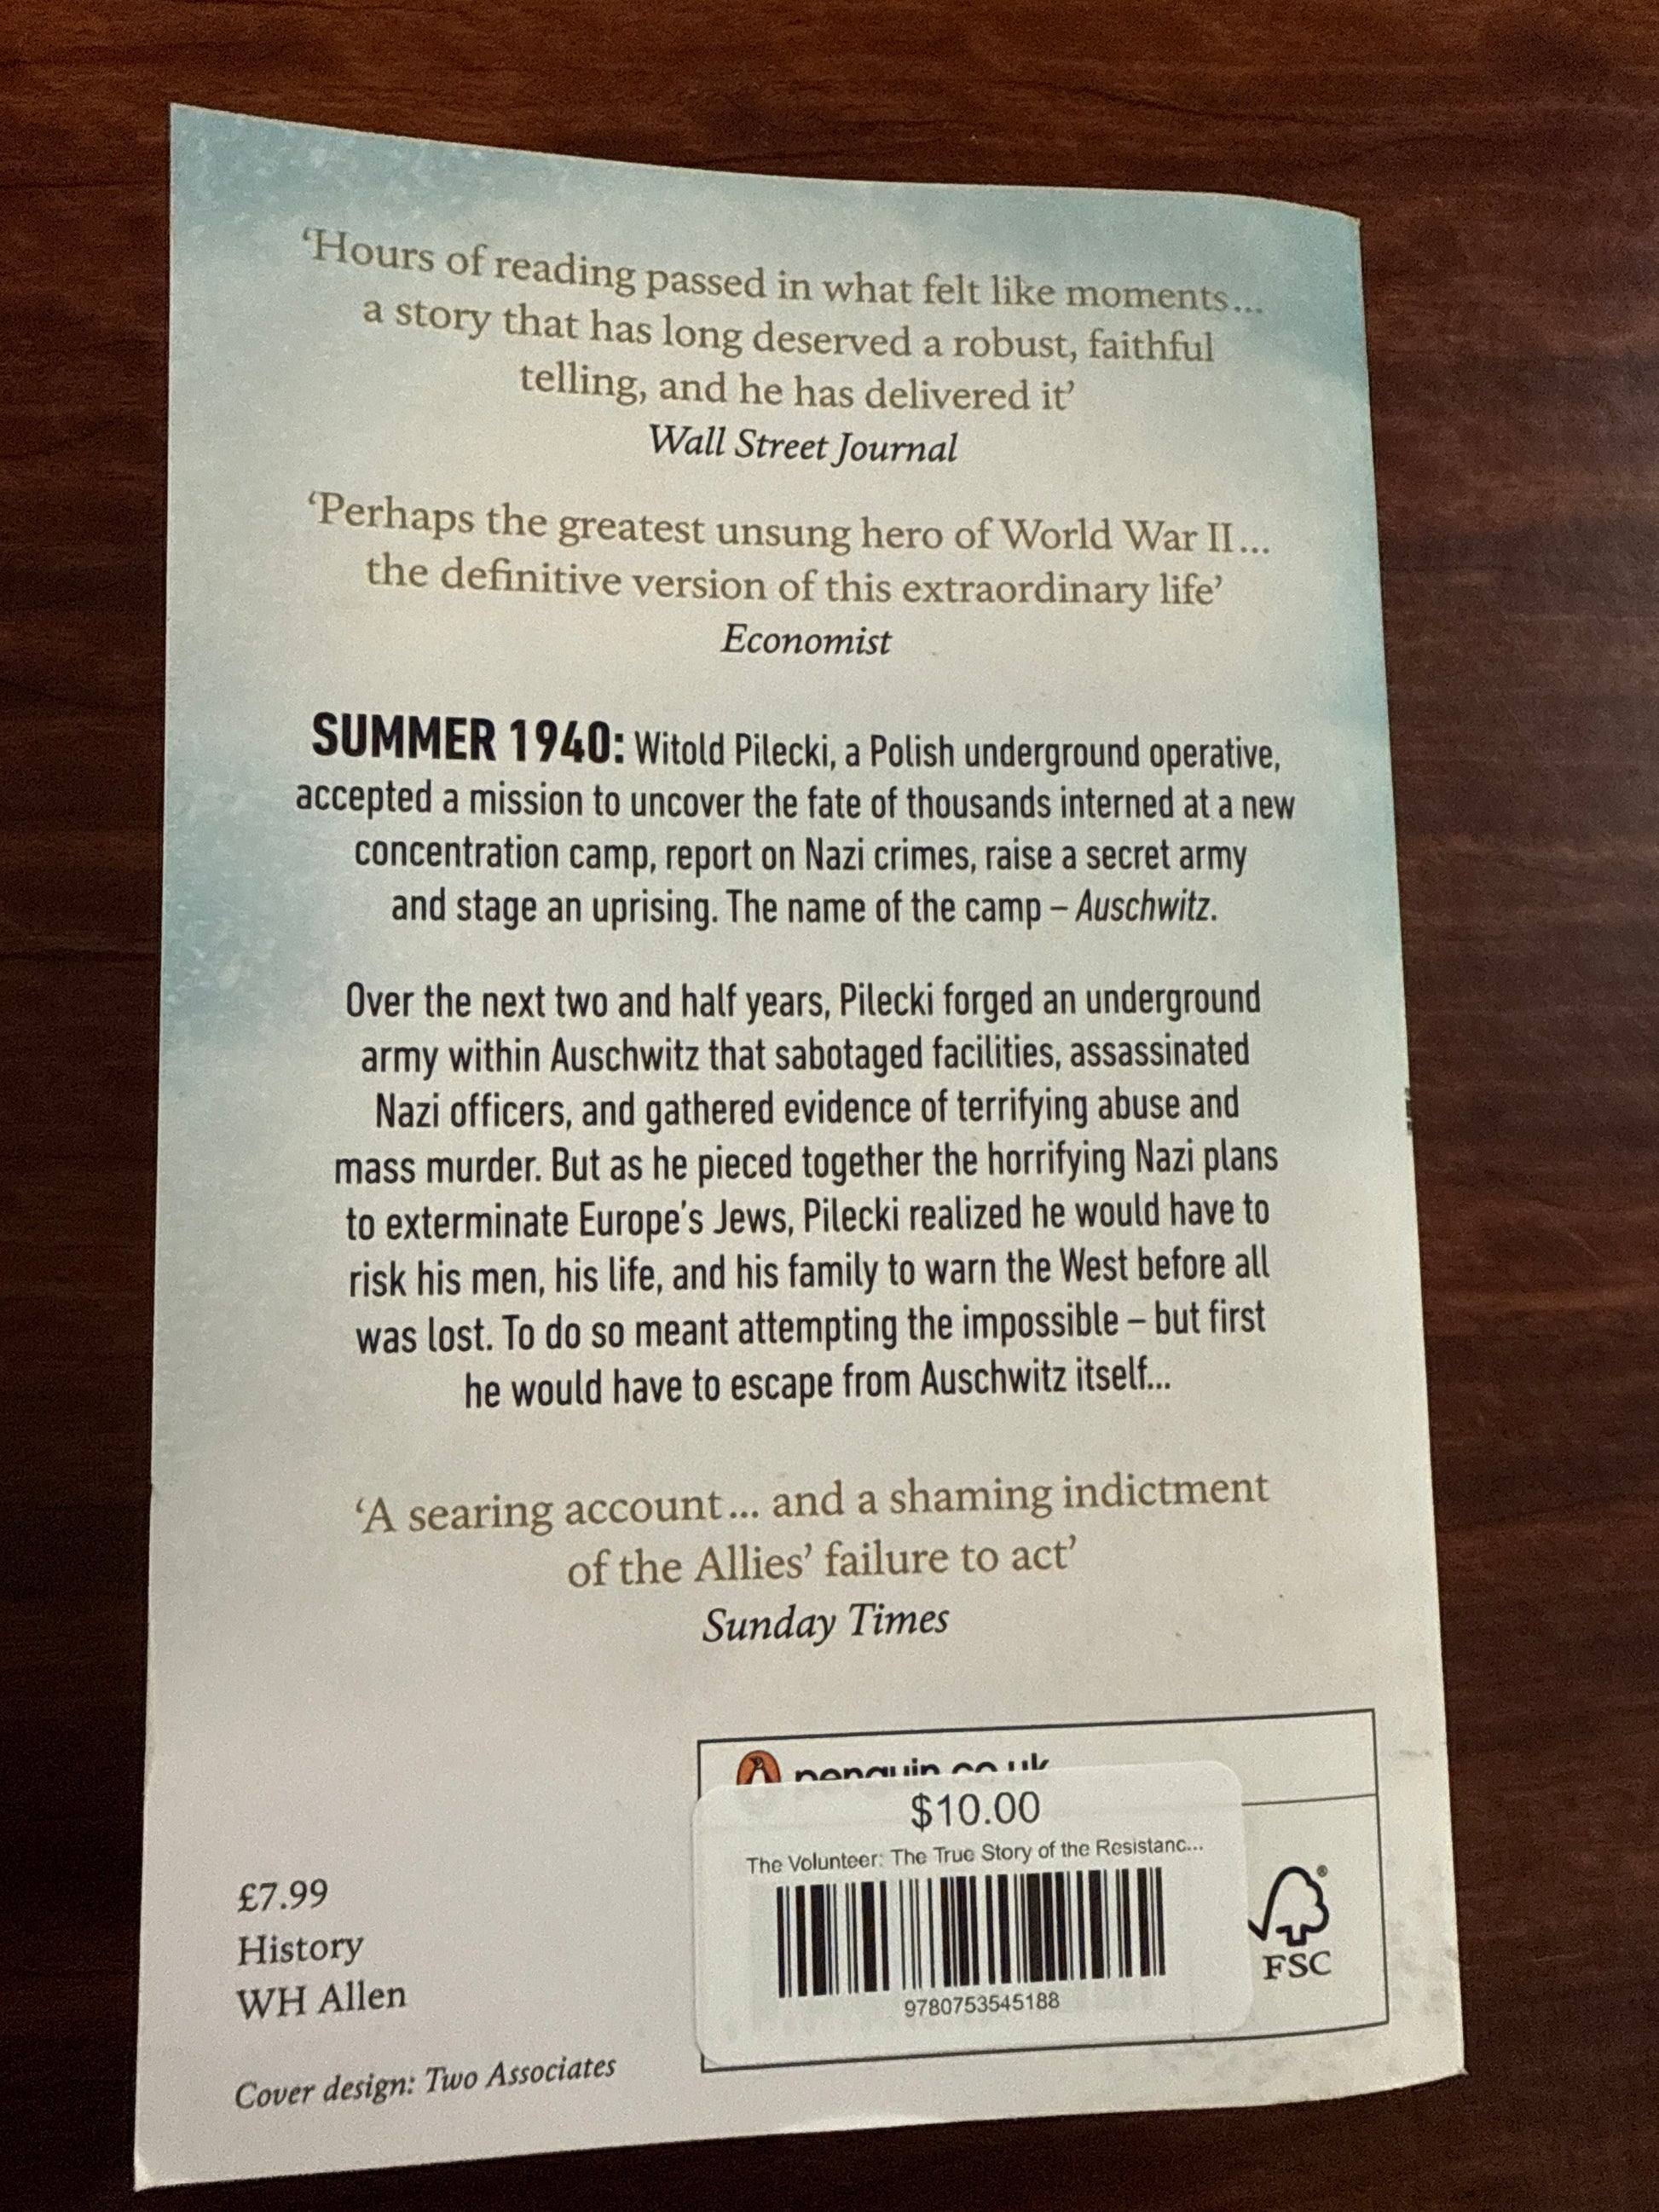 ‘Hours of reading passed in what felt like moments...
a story that has long deserved a robust, faithful
telling, and he has delivered it’
Wall Street Journal
‘Perhaps the greatest unsung hero of World War II...
the definitive version of this extraordinary life’
Economist
SUMMER 1940: Witold Pilecki, a Polish underground operative,
accepted a mission to uncover the fate of thousands interned at a new
concentration camp, report on Nazi crimes, raise a secret army
and stage an uprising. The name of the camp – Auschwitz.
Over the next two and half years, Pilecki forged an underground
army within Auschwitz that sabotaged facilities, assassinated
Nazi officers, and gathered evidence of terrifying abuse and
mass murder. But as he pieced together the horrifying Nazi plans
to exterminate Europe's Jews, Pilecki realized he would have to
risk his men, his life, and his family to warn the West before all
was lost. To do so meant attempting the impossible – but first
he would have to escape from Auschwitz itself...
‘A searing account... and a shaming indictment
of the Allies’ failure to act’
Sunday Times
penguin.co.uk
$10.00
The Volunteer: The True Story of the Resistanc...
9780753545188
® FSC
£7.99
History
WH Allen
Cover design: Two Associates